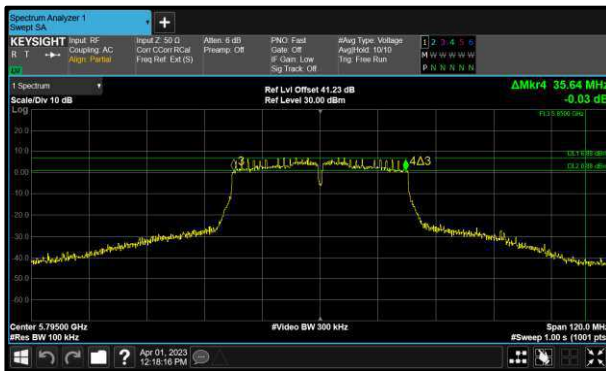 Spectrum Analyzer 1
Swept SA
KEYSIGHT
R T
Input: RF
Coupling: AC
Align: Partial
Input Z: 50 Ω
Corr CCorr RCal
Freq Ref: Ext (S)
Atten: 6 dB
Preamp: Off
PNO: Fast
Gate: Off
IF Gain: Low
Sig Track: Off
#Avg Type: Voltage
Avg|Hold: 10/10
Trig: Free Run
1 2 3 4 5 6
M W W W W W
P N N N N N
1 Spectrum
Scale/Div 10 dB
Log
Ref Lvl Offset 41.23 dB
Ref Level 30.00 dBm
ΔMkr4 35.64 MHz
-0.03 dB
20.0
10.0
0.00
-10.0
-20.0
-30.0
-40.0
-50.0
-60.0
3
4Δ3
Center 5.79500 GHz
#Res BW 100 kHz
#Video BW 300 kHz
Span 120.0 MHz
#Sweep 1.00 s (1001 pts)
Apr 01, 2023
12:18:16 PM